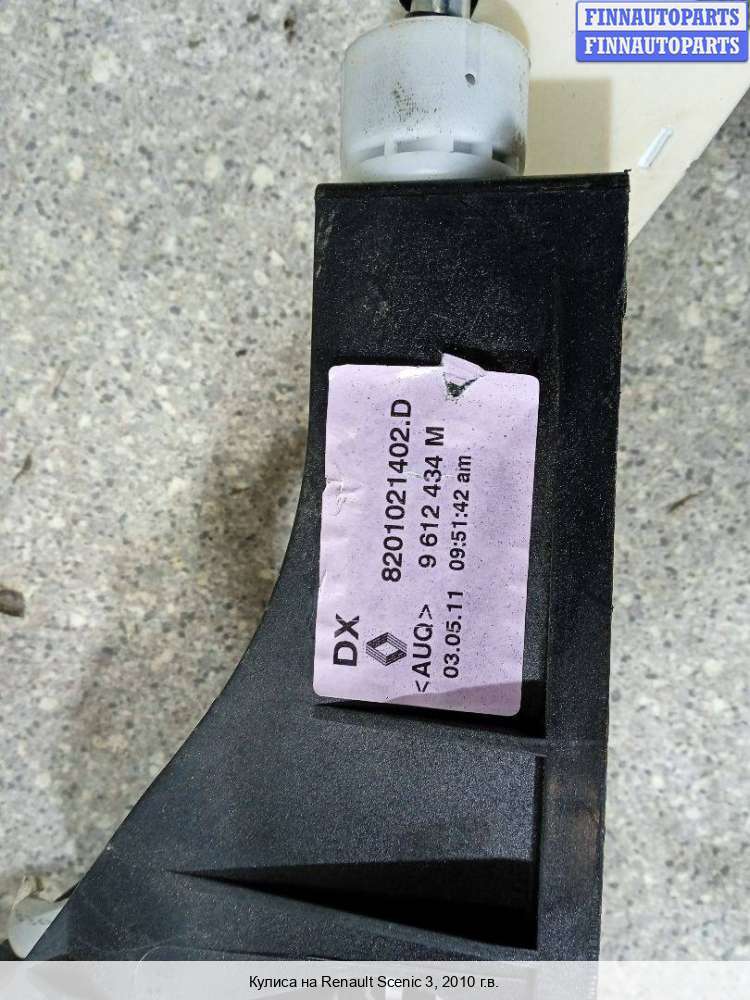 FINNAUTOPARTS
FINNAUTOPARTS
DX 8201021402.D
<AUQ> 9 612 434 M
03.05.11 09:51:42 am
Кулиса на Renault Scenic 3, 2010 г.в.